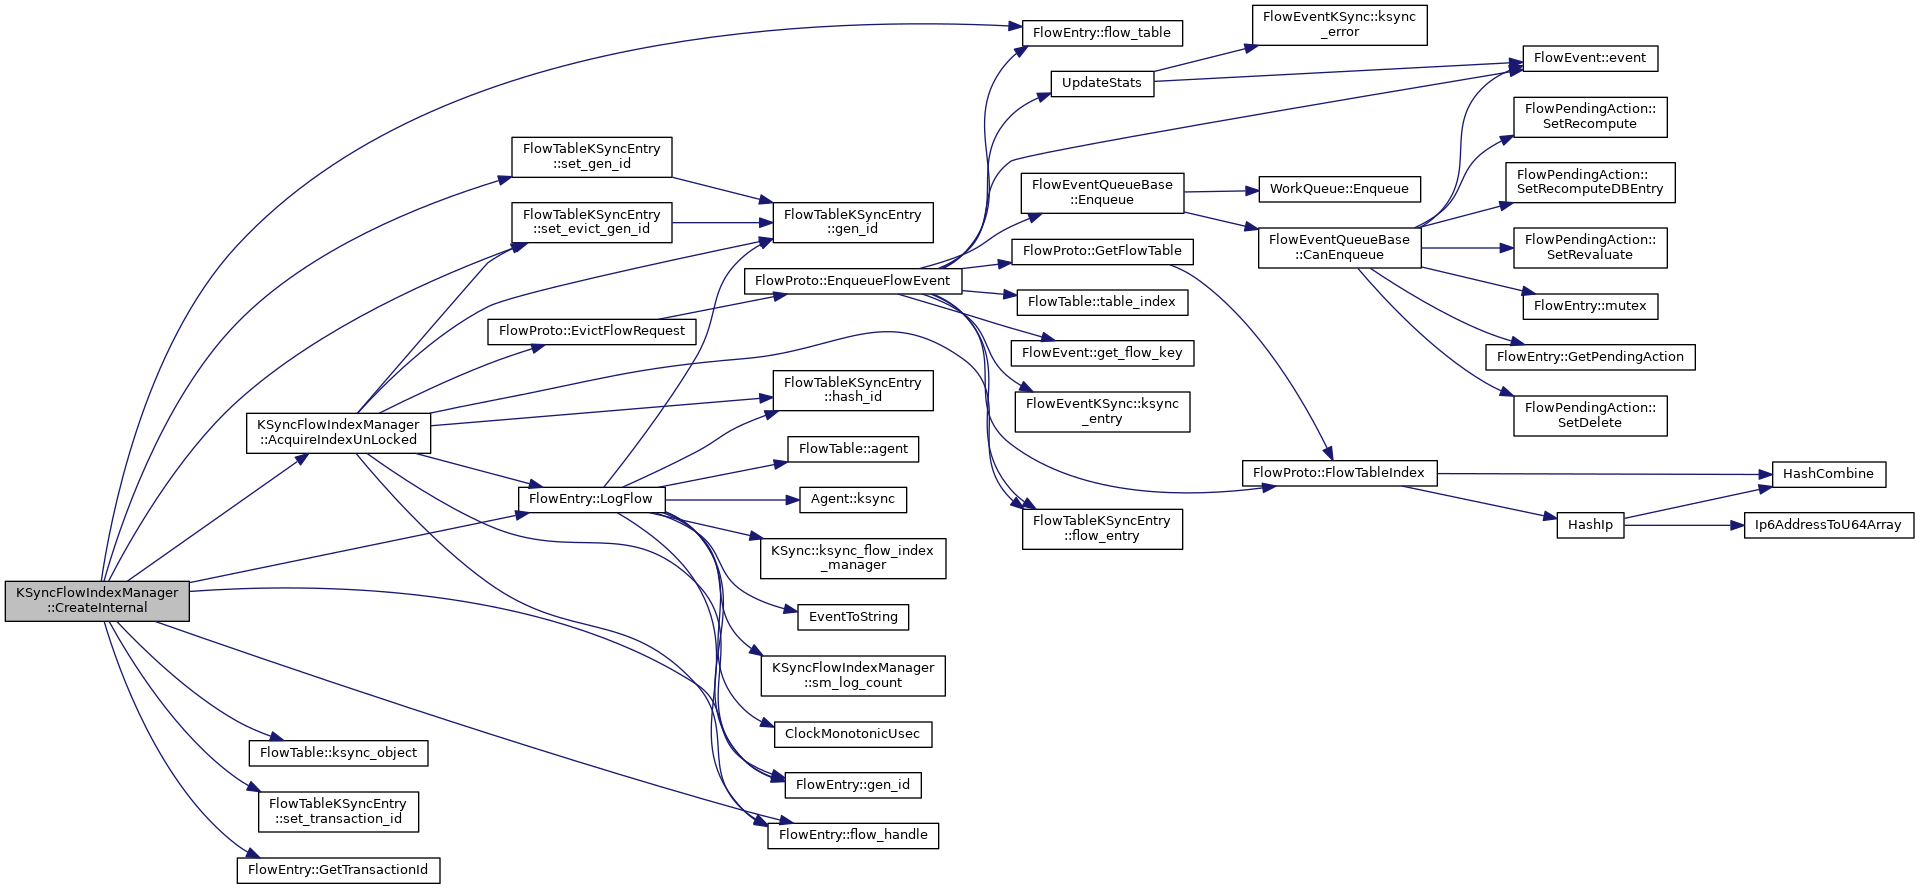 KSyncFlowIndexManager
::CreateInternal
FlowEntry::flow_table
FlowTableKSyncEntry
::set_gen_id
FlowTableKSyncEntry
::gen_id
FlowTableKSyncEntry
::set_evict_gen_id
KSyncFlowIndexManager
::AcquireIndexUnLocked
FlowProto::EvictFlowRequest
FlowProto::EnqueueFlowEvent
UpdateStats
FlowEventKSync::ksync
_error
FlowEvent::event
FlowEventQueueBase
::Enqueue
WorkQueue::Enqueue
FlowEventQueueBase
::CanEnqueue
FlowPendingAction::
SetRecompute
FlowPendingAction::
SetRecomputeDBEntry
FlowPendingAction::
SetRevaluate
FlowEntry::mutex
FlowEntry::GetPendingAction
FlowPendingAction::
SetDelete
FlowProto::GetFlowTable
FlowTable::table_index
FlowEvent::get_flow_key
FlowEventKSync::ksync
_entry
FlowTableKSyncEntry
::flow_entry
FlowProto::FlowTableIndex
HashCombine
HashIp
Ip6AddressToU64Array
FlowTableKSyncEntry
::hash_id
FlowEntry::LogFlow
FlowTable::agent
Agent::ksync
KSync::ksync_flow_index
_manager
EventToString
KSyncFlowIndexManager
::sm_log_count
ClockMonotonicUsec
FlowEntry::gen_id
FlowEntry::flow_handle
FlowTable::ksync_object
FlowTableKSyncEntry
::set_transaction_id
FlowEntry::GetTransactionId